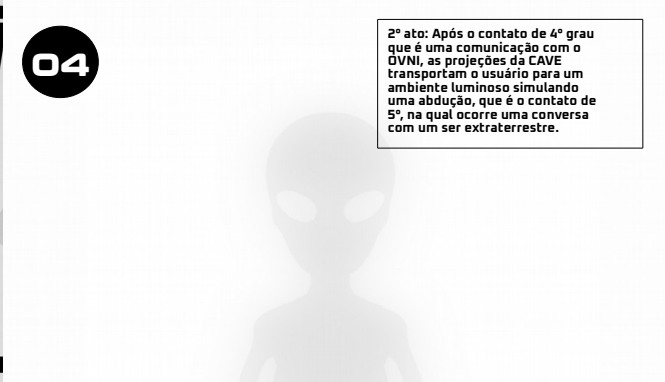 04
2º ato: Após o contato de 4º grau
que é uma comunicação com o
OVNI, as projeções da CAVE
transportam o usuário para um
ambiente luminoso simulando
uma abdução, que é o contato de
5º, na qual ocorre uma conversa
com um ser extraterrestre.